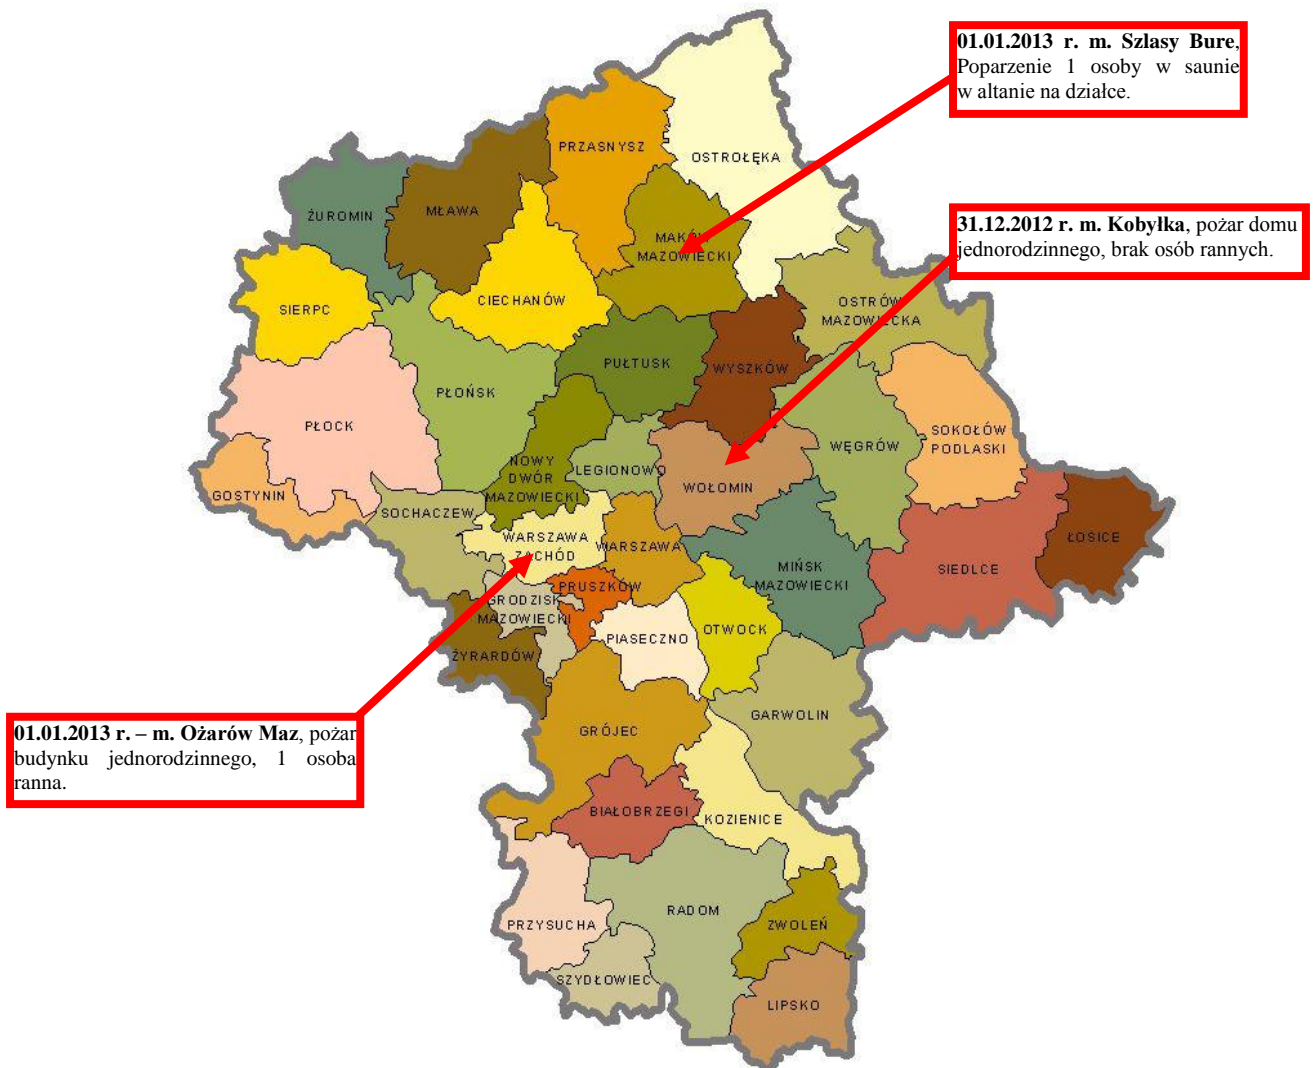 01.01.2013 r. m. Szlasy Bure,
Poparzenie 1 osoby w saunie
w altanie na działce.
PRZASNYSZ
OSTROŁĘKA
ŻUROMIN
MŁAWA
MAKÓW
MAZOWIECKI
31.12.2012 r. m. Kobyłka, pożar domu
jednorodzinnego, brak osób rannych.
SIERPC
CIECHANÓW
OSTRÓW
MAZOWIECKA
PUŁTUSK
WYSZKÓW
PŁOŃSK
PŁOCK
SOKOŁÓW
PODLASKI
WĘGRÓW
NOWY
DWÓR
MAZOWIECKI
LEGIONOWO
WOŁOMIN
GOSTYNIN
SOCHACZEW
WARSZAWA
ZACHÓD
WARSZAWA
ŁOSICE
MIŃSK
MAZOWIECKI
SIEDLCE
PRUSZKÓW
GRODZISK
MAZOWIECKI
PIASECZNO
OTWOCK
ŻYRARDÓW
GARWOLIN
01.01.2013 r. – m. Ożarów Maz, pożar
budynku jednorodzinnego, 1 osoba
ranna.
GRÓJEC
BIAŁOBRZEGI
KOZIENICE
RADOM
PRZYSUCHA
ZWOLEŃ
SZYDŁOWIEC
LIPSKO